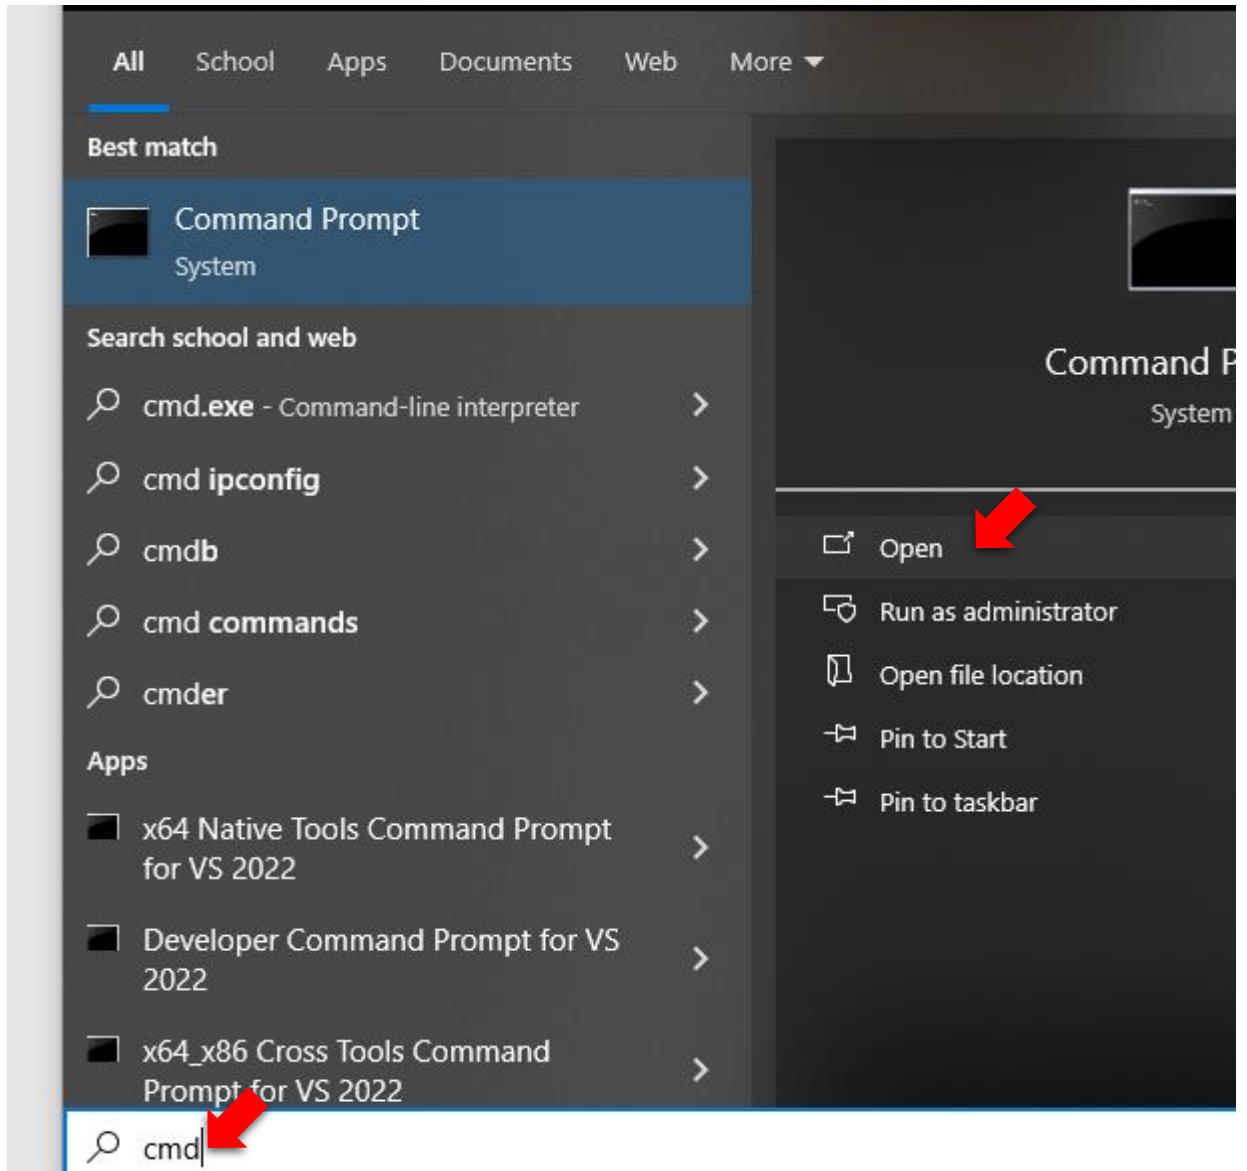 All School Apps Documents Web More
Best match
Command Prompt
System
Search school and web
cmd.exe - Command-line interpreter
cmd ipconfig
cmdb
cmd commands
cmder
Apps
x64 Native Tools Command Prompt
for VS 2022
Developer Command Prompt for VS
2022
x64_x86 Cross Tools Command
Prompt for VS 2022
cmd
Command P
System
Open
Run as administrator
Open file location
Pin to Start
Pin to taskbar